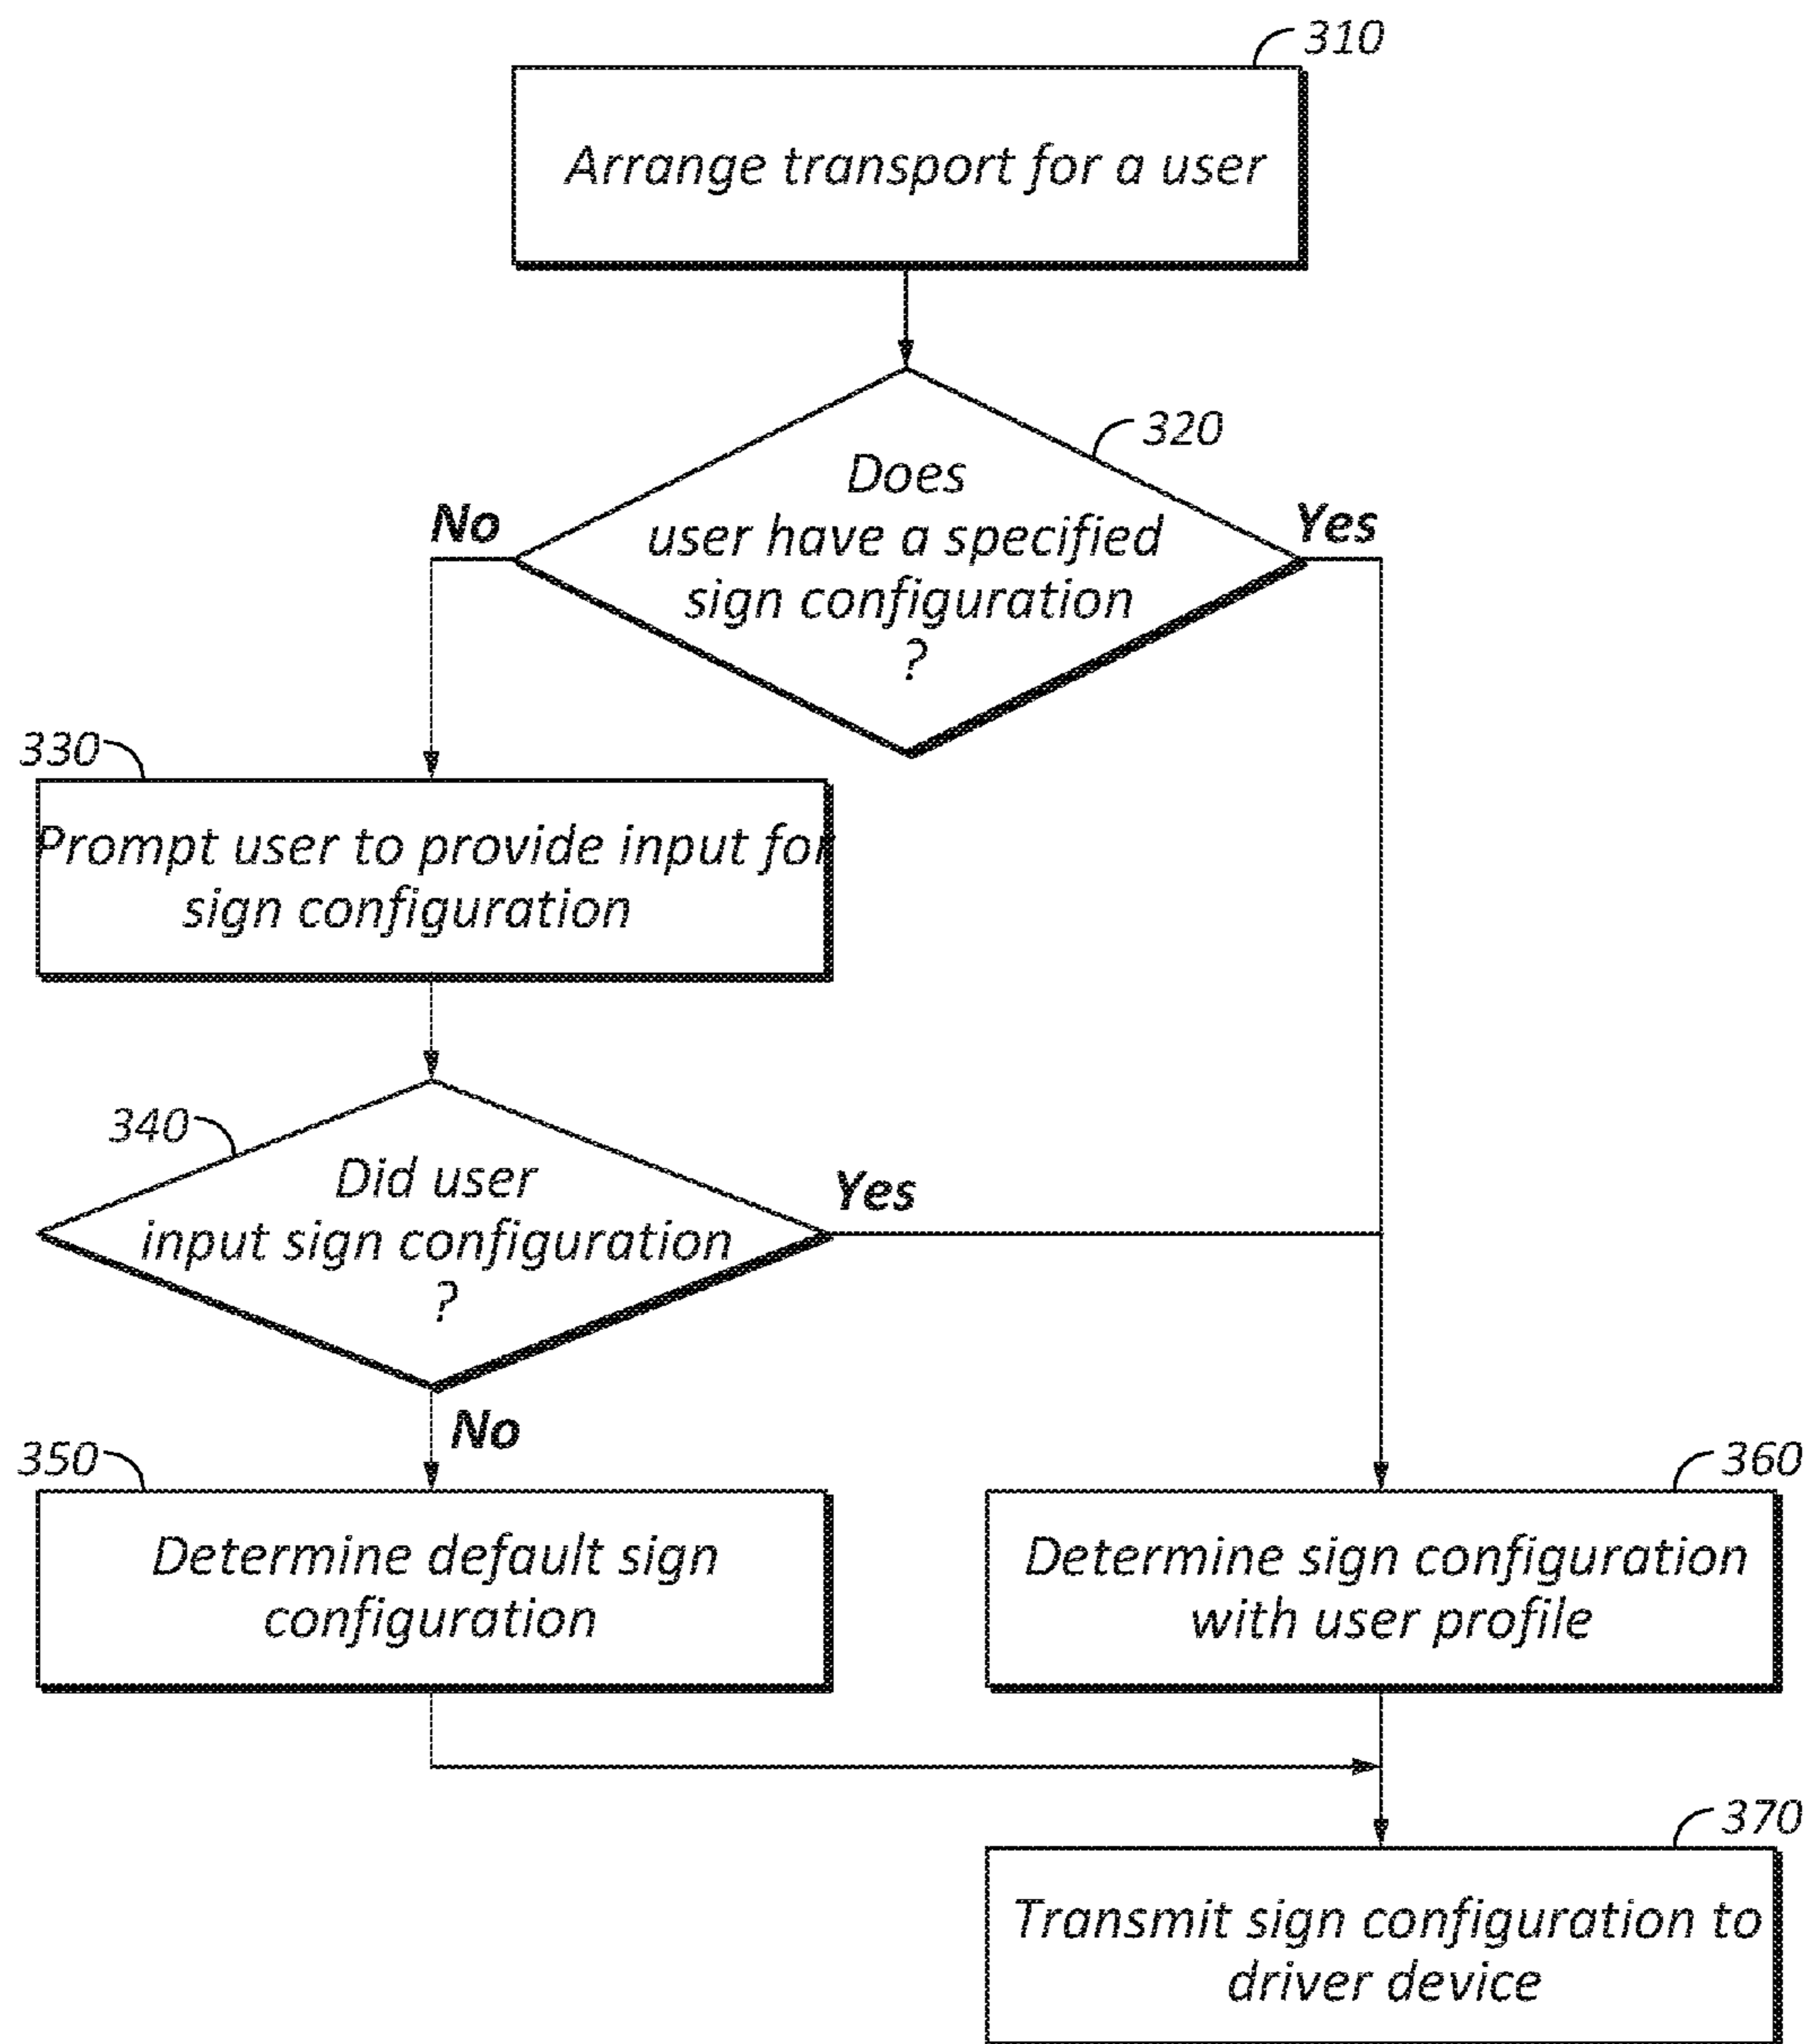 310
Arrange transport for a user
320
Does
user have a specified
sign configuration
?
No
Yes
330
Prompt user to provide input for
sign configuration
340
Did user
input sign configuration
?
Yes
No
350
Determine default sign
configuration
360
Determine sign configuration
with user profile
370
Transmit sign configuration to
driver device